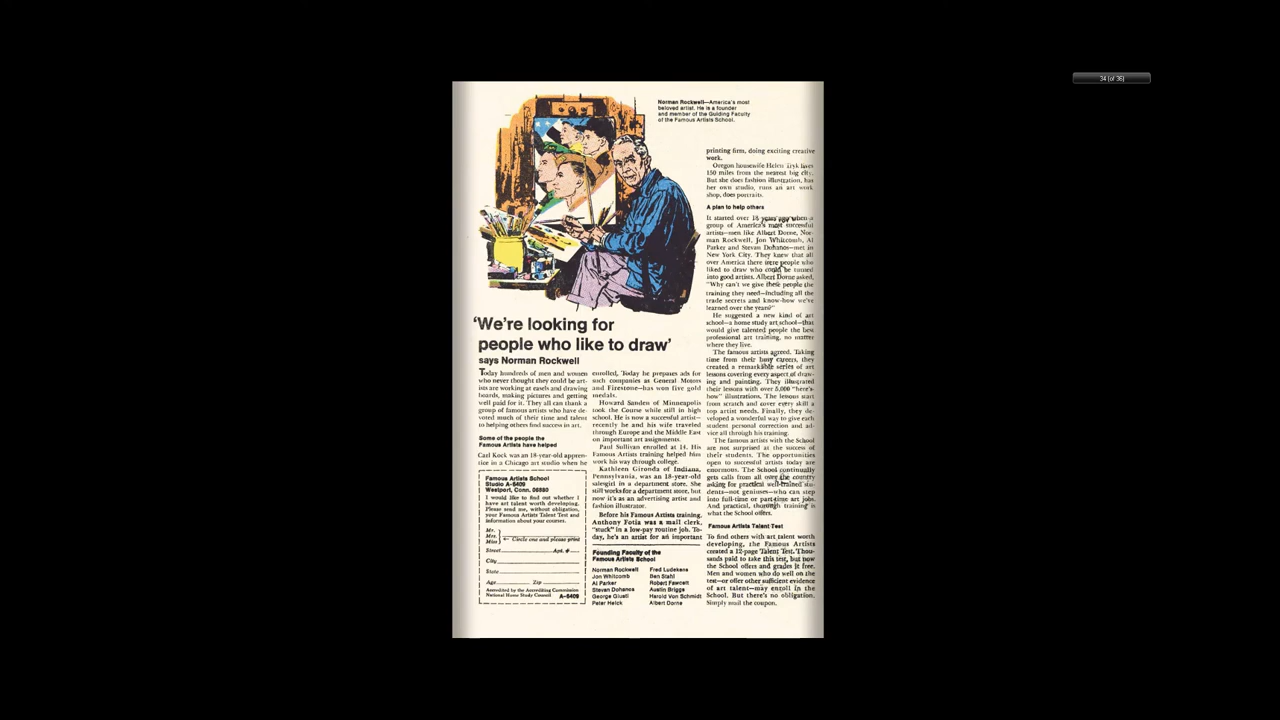 34 (of 36)
Norman Rockwell—America's most
beloved artist. He is a founder
and member of the Guiding Faculty
of the Famous Artists School.
'We're looking for
people who like to draw'
says Norman Rockwell
Today hundreds of men and women
who never thought they could be art-
ists are working at easels and drawing
boards, making pictures and getting
well paid for it. They all can thank a
group of famous artists who have de-
voted much of their time and talent
to helping others find success in art.
Some of the people the
Famous Artists have helped
Carl Kock was an 18-year-old appren-
tice in a Chicago art studio when he
enrolled. Today he prepares ads for
such companies as General Motors
and Firestone—has won five gold
medals.
Howard Sanden of Minneapolis
took the Course while still in high
school. He is now a successful artist—
recently he and his wife traveled
through Europe and the Middle East
on important art assignments.
Paul Sullivan enrolled at 14. His
Famous Artists training helped him
work his way through college.
Kathleen Gironda of Indiana,
Pennsylvania, was an 18-year-old
salesgirl in a department store. She
still works for a department store, but
now it's as an advertising artist and
fashion illustrator.
Before his Famous Artists training,
Anthony Fotia was a mail clerk,
"stuck" in a low-pay routine job. To-
day, he's an artist for an important
printing firm, doing exciting creative
work.
Oregon housewife Helen Tryk lives
150 miles from the nearest big city.
But she does fashion illustration, has
her own studio, runs an art work
shop, does portraits.
A plan to help others
It started over 18 years ago when a
group of America's most successful
artists—men like Albert Dorne, Nor-
man Rockwell, Jon Whitcomb, Al
Parker and Stevan Dohanos—met in
New York City. They knew that all
over America there were people who
liked to draw who could be turned
into good artists. Albert Dorne asked,
"Why can't we give these people the
training they need—including all the
trade secrets and know-how we've
learned over the years?"
He suggested a new kind of art
school—a home study art school—that
would give talented people the best
professional art training, no matter
where they live.
The famous artists agreed. Taking
time from their busy careers, they
created a remarkable series of art
lessons covering every aspect of draw-
ing and painting. They illustrated
their lessons with over 5,000 "here's-
how" illustrations. The lessons start
from scratch and cover every skill a
top artist needs. Finally, they de-
veloped a wonderful way to give each
student personal correction and ad-
vice all through his training.
The famous artists with the School
are not surprised at the success of
their students. The opportunities
open to successful artists today are
enormous. The School continually
gets calls from all over the country
asking for practical well-trained stu-
dents—not geniuses—who can step
into full-time or part-time art jobs.
And practical, thorough training is
what the School offers.
Famous Artists Talent Test
To find others with art talent worth
developing, the Famous Artists
created a 12-page Talent Test. Thou-
sands paid to take this test, but now
the School offers and grades it free.
Men and women who do well on the
test—or offer other sufficient evidence
of art talent—may enroll in the
School. But there's no obligation.
Simply mail the coupon.
Famous Artists School
Studio A-6409
Westport, Conn. 06880
I would like to find out whether I
have art talent worth developing.
Please send me, without obligation,
your Famous Artists Talent Test and
information about your courses.
Mr.
Mrs.
Miss
Circle one and please print
Street Apt. #
City
State
Age Zip
Accredited by the Accrediting Commission
National Home Study Council A-6409
Founding Faculty of the
Famous Artists School
Norman Rockwell
Jon Whitcomb
Al Parker
Stevan Dohanos
George Giusti
Peter Helck
Fred Ludekens
Ben Stahl
Robert Fawcett
Austin Briggs
Harold Von Schmidt
Albert Dorne